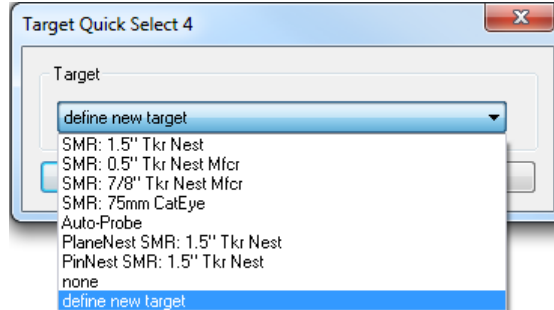 Target Quick Select 4
Target
define new target
SMR: 1.5" Tkr Nest
SMR: 0.5" Tkr Nest Mfcr
SMR: 7/8" Tkr Nest Mfcr
SMR: 75mm CatEye
Auto-Probe
PlaneNest SMR: 1.5" Tkr Nest
PinNest SMR: 1.5" Tkr Nest
none
define new target